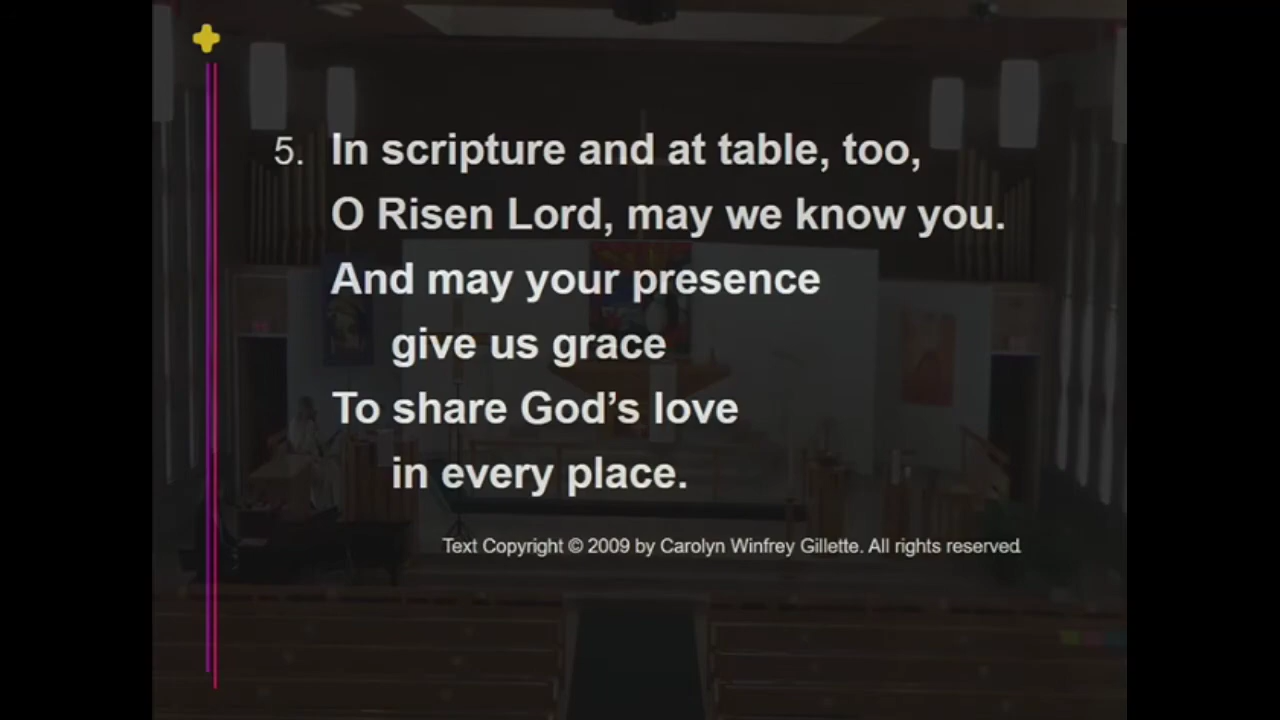 5. In scripture and at table, too,
O Risen Lord, may we know you.
And may your presence
give us grace
To share God’s love
in every place.
Text Copyright © 2009 by Carolyn Winfrey Gillette. All rights reserved.